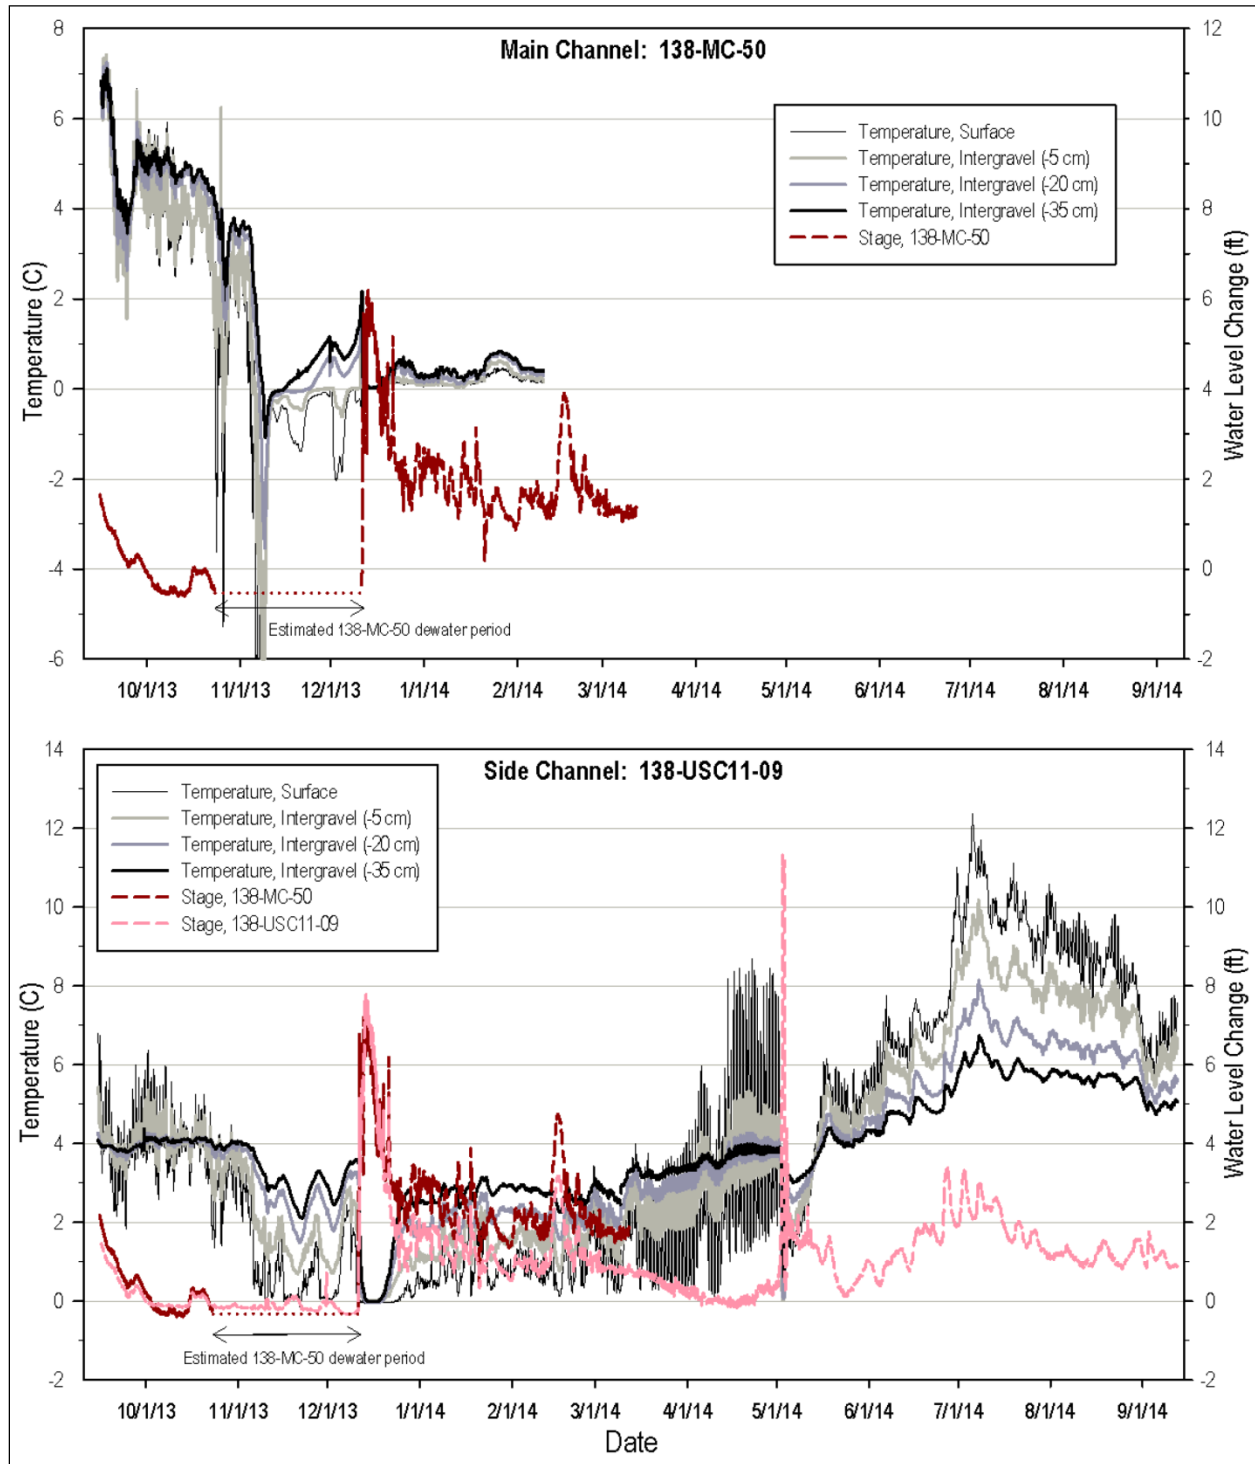 Main Channel: 138-MC-50
8
6
4
2
0
-2
-4
-6
Temperature (C)
12
10
8
6
4
2
0
-2
Water Level Change (ft)
Temperature, Surface
Temperature, Intergravel (-5 cm)
Temperature, Intergravel (-20 cm)
Temperature, Intergravel (-35 cm)
Stage, 138-MC-50
Estimated 138-MC-50 dewater period
10/1/13 11/1/13 12/1/13 1/1/14 2/1/14 3/1/14 4/1/14 5/1/14 6/1/14 7/1/14 8/1/14 9/1/14
Side Channel: 138-USC11-09
14
12
10
8
6
4
2
0
-2
Temperature (C)
14
12
10
8
6
4
2
0
-2
Water Level Change (ft)
Temperature, Surface
Temperature, Intergravel (-5 cm)
Temperature, Intergravel (-20 cm)
Temperature, Intergravel (-35 cm)
Stage, 138-MC-50
Stage, 138-USC11-09
Estimated 138-MC-50 dewater period
10/1/13 11/1/13 12/1/13 1/1/14 2/1/14 3/1/14 4/1/14 5/1/14 6/1/14 7/1/14 8/1/14 9/1/14
Date